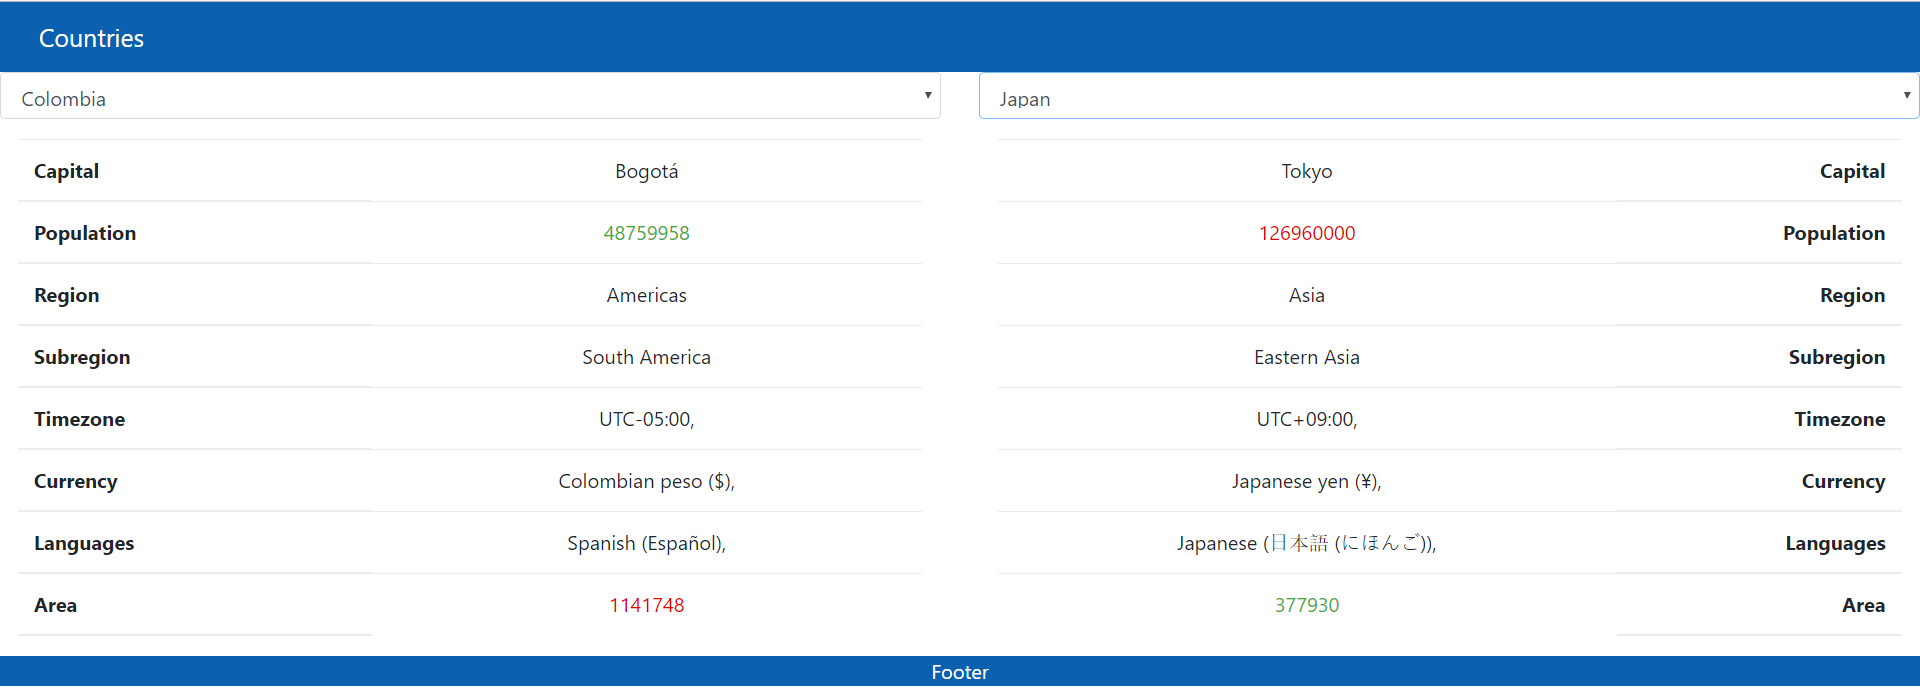 Countries
Colombia Japan
Capital Bogotá Tokyo Capital
Population 48759958 126960000 Population
Region Americas Asia Region
Subregion South America Eastern Asia Subregion
Timezone UTC-05:00, UTC+09:00, Timezone
Currency Colombian peso ($), Japanese yen (¥), Currency
Languages Spanish (Español), Japanese (日本語 (にほんご)), Languages
Area 1141748 377930 Area
Footer